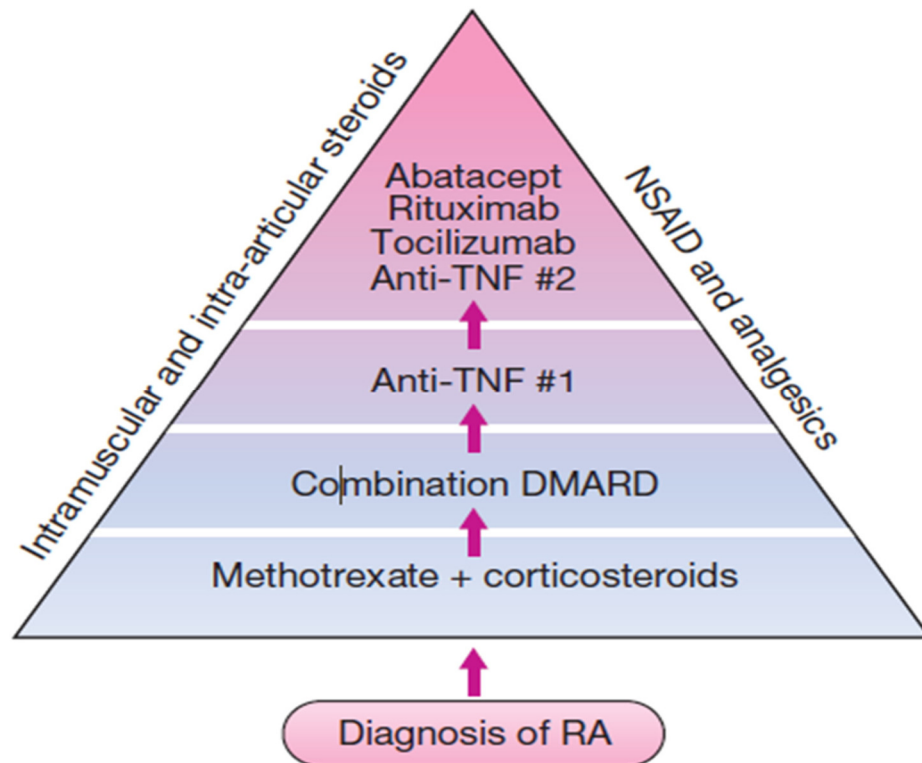 Intramuscular and intra-articular steroids
NSAID and analgesics
Abatacept
Rituximab
Tocilizumab
Anti-TNF #2
Anti-TNF #1
Combination DMARD
Methotrexate + corticosteroids
Diagnosis of RA